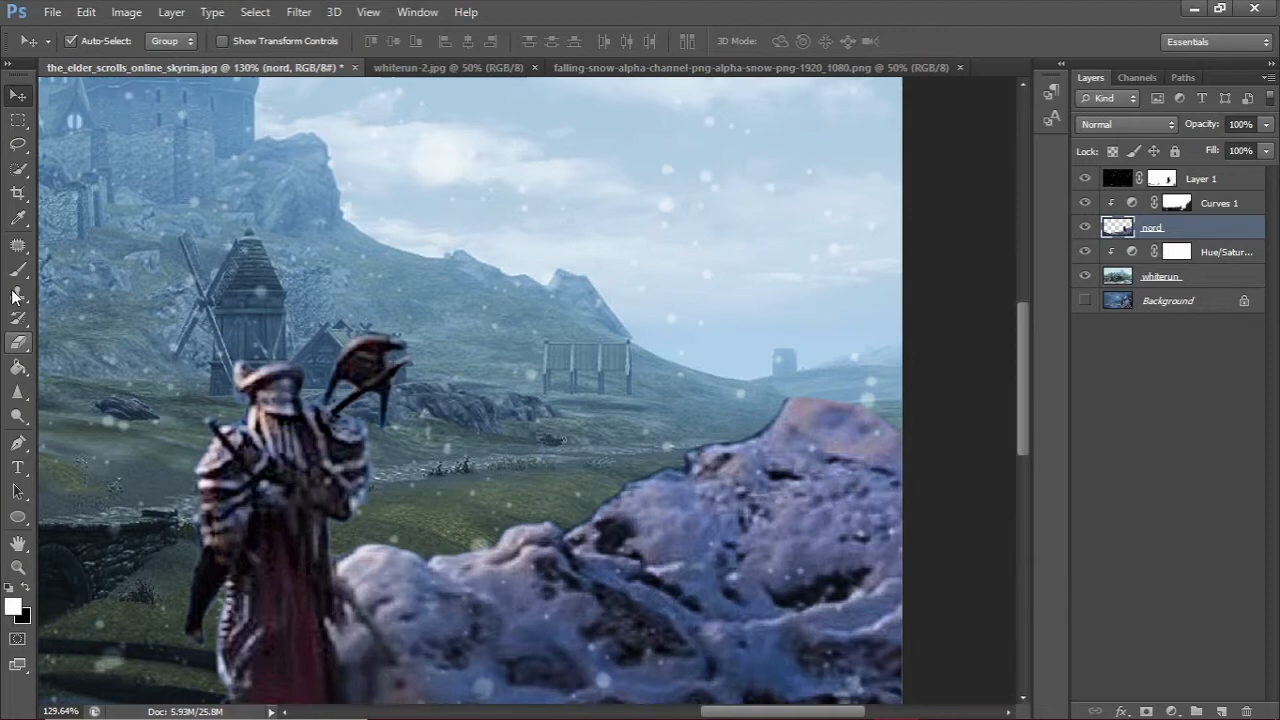 Ps File Edit Image Layer Type Select Filter 3D View Window Help
Auto-Select: Group Show Transform Controls 3D Mode: Essentials
the_elder_scrolls_online_skyrim.jpg @ 130% (nord, RGB/8#) * × whiterun-2.jpg @ 50% (RGB/8) × falling-snow-alpha-channel-png-alpha-snow-png-1920_1080.png @ 50% (RGB/8) ×
Layers Channels Paths
Kind
Normal Opacity: 100%
Lock: Fill: 100%
Layer 1
Curves 1
nord
Hue/Satur...
whiterun
Background
129.64% Doc: 5.93M/25.8M